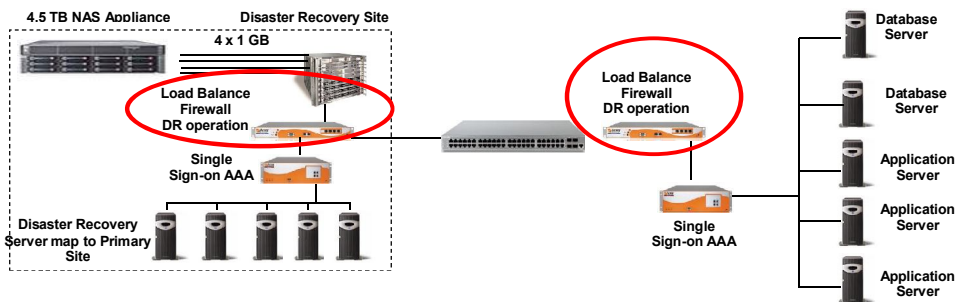 4.5 TB NAS Appliance
Disaster Recovery Site
4 x 1 GB
Load Balance
Firewall
DR operation
Single
Sign-on AAA
Disaster Recovery
Server map to Primary
Site
Load Balance
Firewall
DR operation
Single
Sign-on AAA
Database
Server
Database
Server
Application
Server
Application
Server
Application
Server